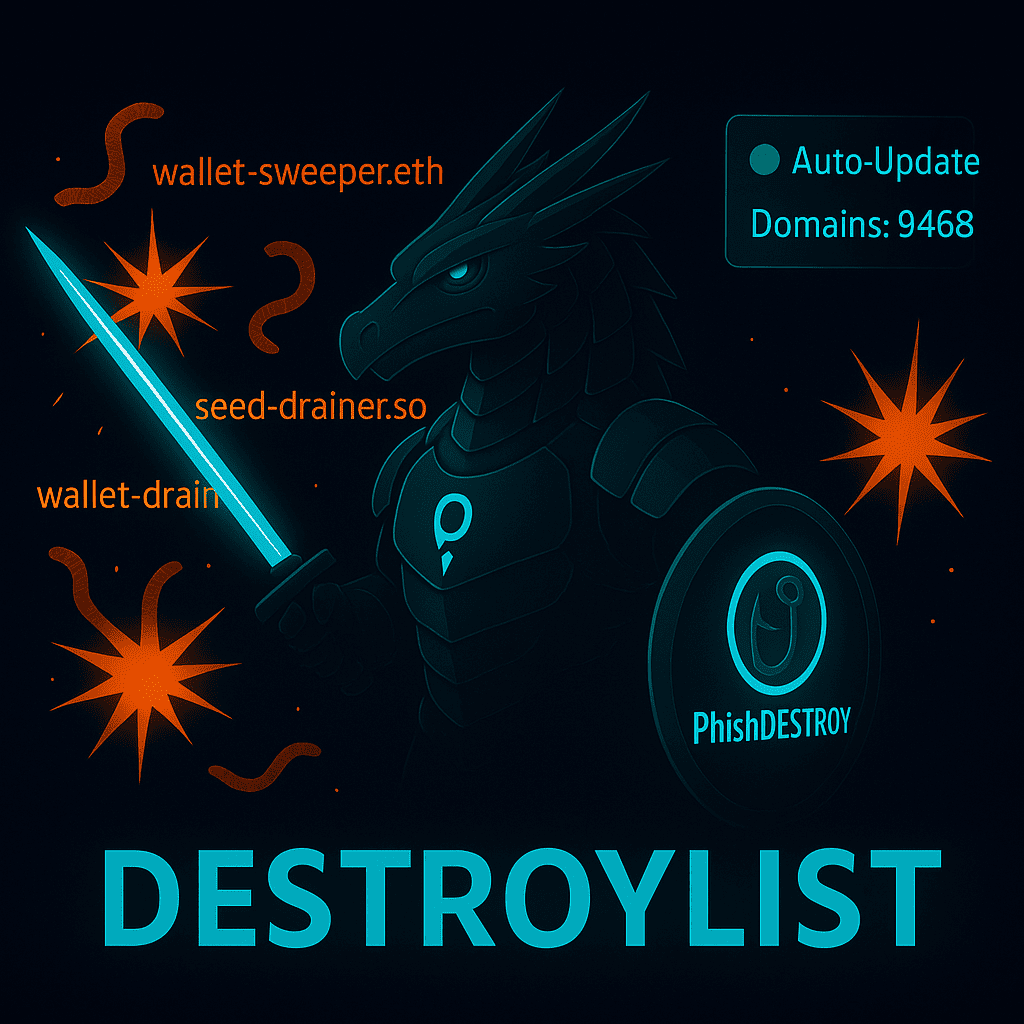 wallet-sweeper.eth
Auto-Update
Domains: 9468
seed-drainer.so
wallet-drain
PhishDESTROY
DESTROYLIST